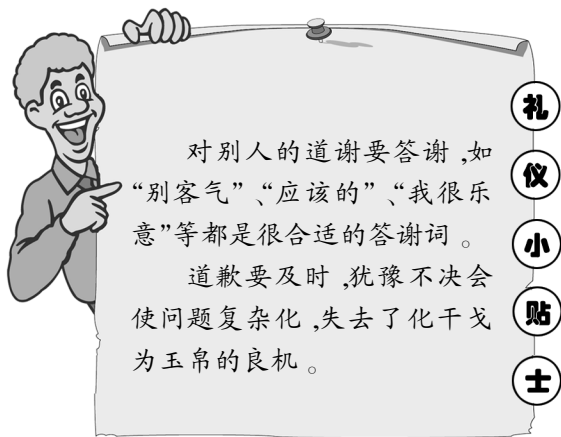 对别人的道谢要答谢,如
“别客气”、“应该的”、“我很乐
意”等都是很合适的答谢词。
道歉要及时,犹豫不决会
使问题复杂化,失去了化干戈
为玉帛的良机。
礼
仪
小
贴
士